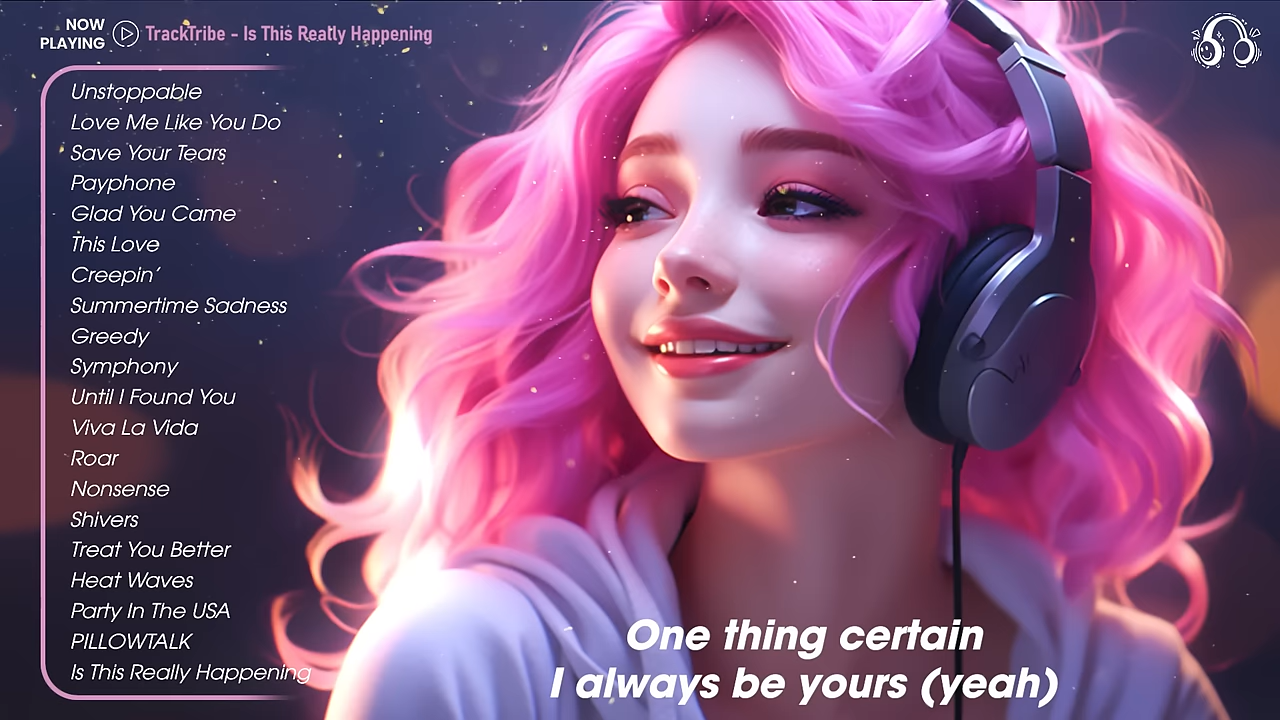 NOW
PLAYING
TrackTribe - Is This Really Happening
Unstoppable
Love Me Like You Do
Save Your Tears
Payphone
Glad You Came
This Love
Creepin’
Summertime Sadness
Greedy
Symphony
Until I Found You
Viva La Vida
Roar
Nonsense
Shivers
Treat You Better
Heat Waves
Party In The USA
PILLOWTALK
Is This Really Happening
One thing certain
I always be yours (yeah)